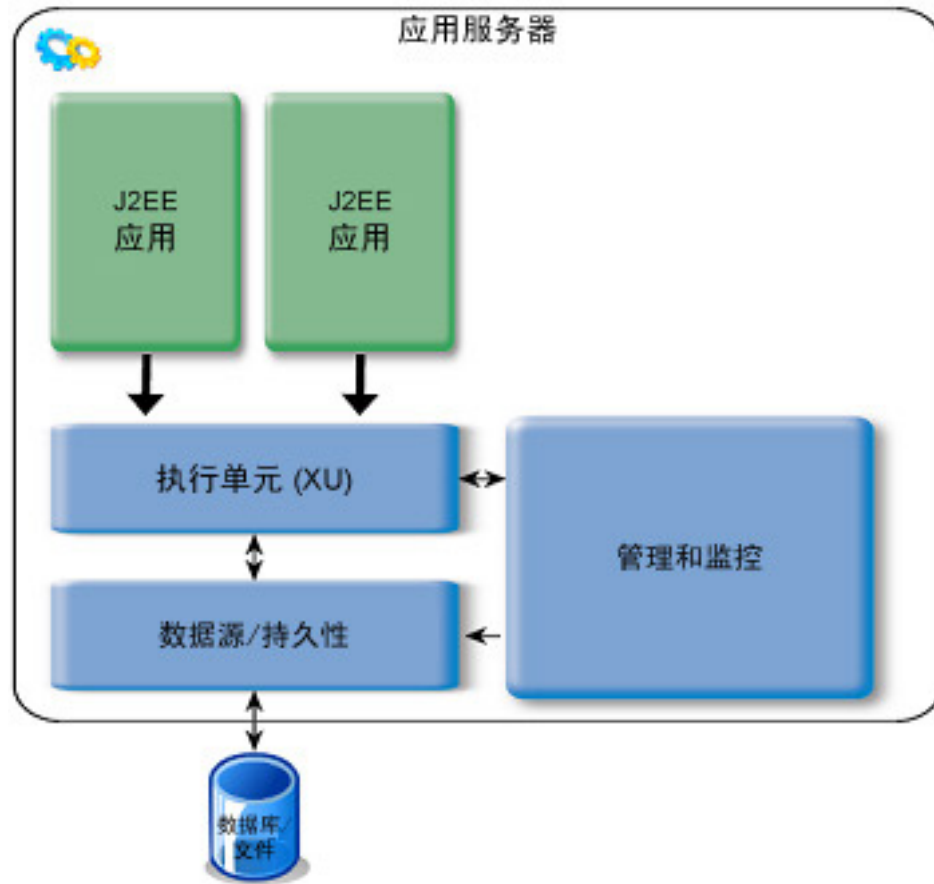 应用服务器
J2EE
应用
J2EE
应用
执行单元 (XU)
管理和监控
数据源/持久性
数据库/
文件